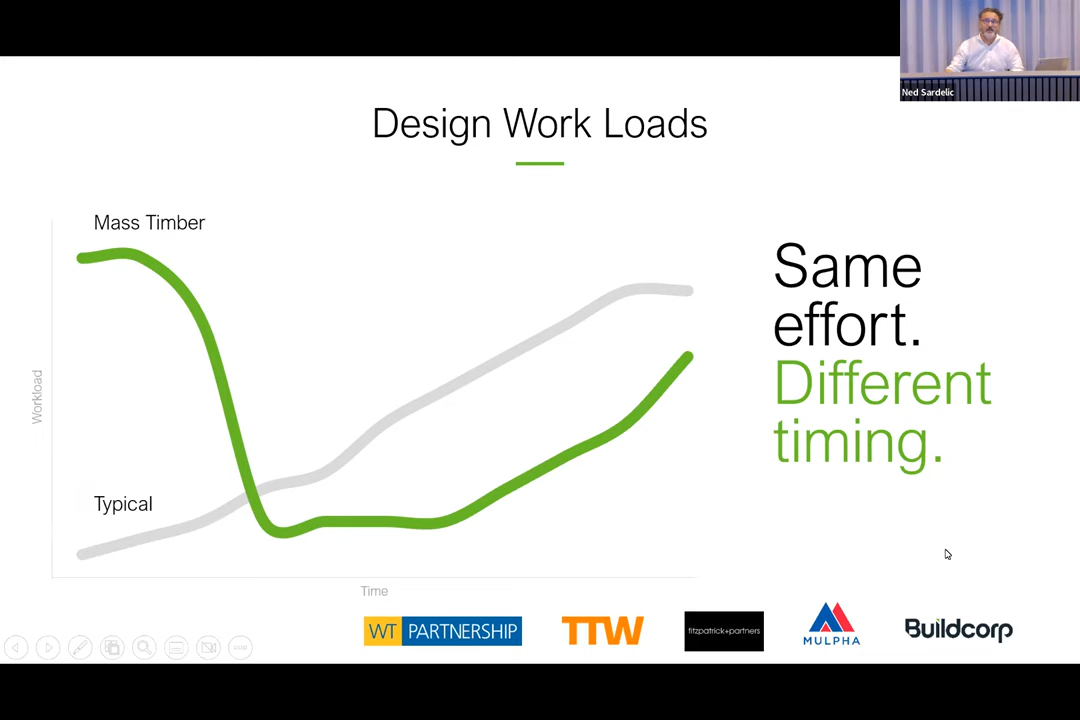 Ned Sardelic
Design Work Loads
Mass Timber
Same
effort.
Different
timing.
Workload
Typical
Time
WT PARTNERSHIP
TTW
fitzpatrick+partners
MULPHA
Buildcorp